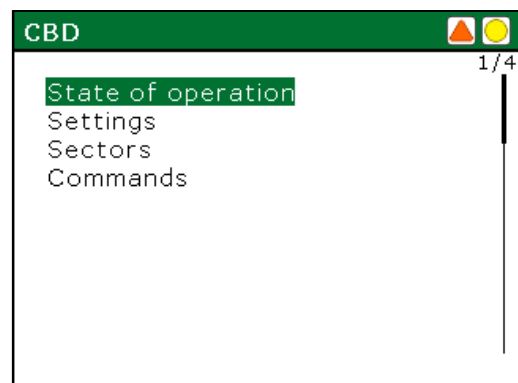 CBD
1/4
State of operation
Settings
Sectors
Commands